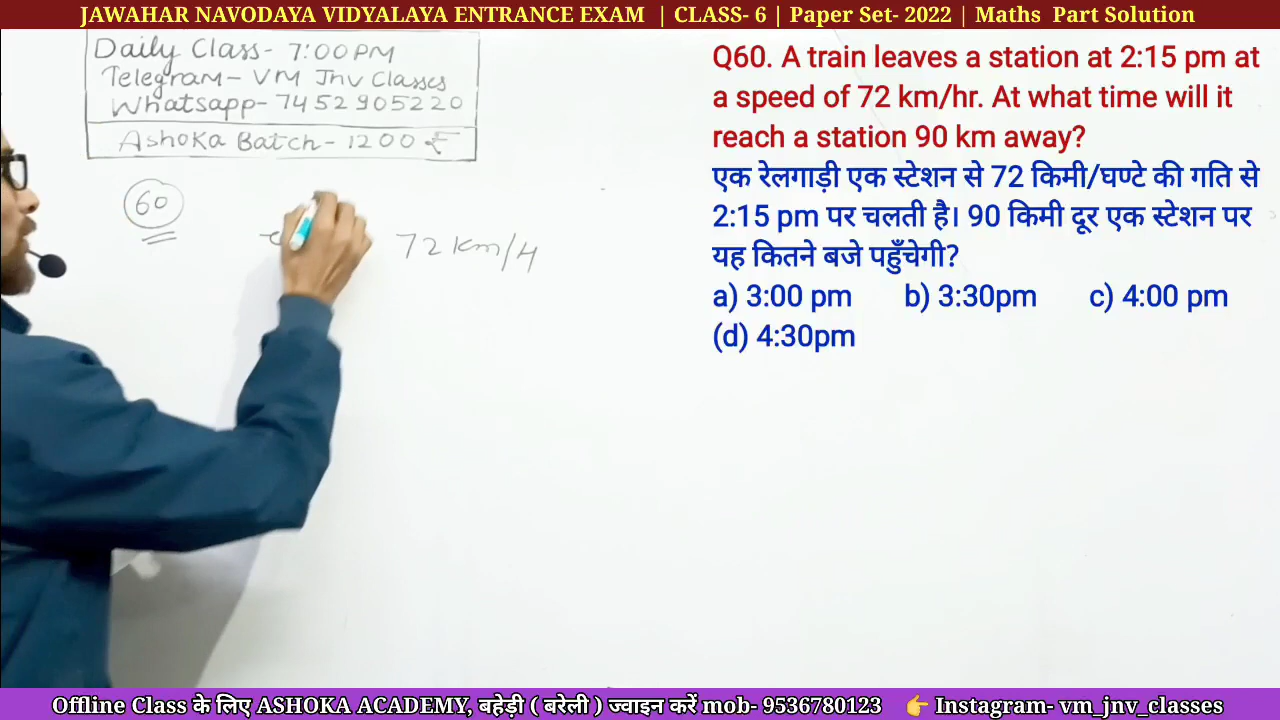 JAWAHAR NAVODAYA VIDYALAYA ENTRANCE EXAM | CLASS- 6 | Paper Set- 2022 | Maths Part Solution
Daily Class- 7:00PM
Telegram- VM Jnv Classes
Whatsapp- 7452905220
Ashoka Batch- 1200 ₹
60
72 km/H
Q60. A train leaves a station at 2:15 pm at
a speed of 72 km/hr. At what time will it
reach a station 90 km away?
एक रेलगाड़ी एक स्टेशन से 72 किमी/घण्टे की गति से
2:15 pm पर चलती है। 90 किमी दूर एक स्टेशन पर
यह कितने बजे पहुँचेगी?
a) 3:00 pm b) 3:30pm c) 4:00 pm
(d) 4:30pm
Offline Class के लिए ASHOKA ACADEMY, बहेड़ी ( बरेली ) ज्वाइन करें mob- 9536780123 👉 Instagram- vm_jnv_classes